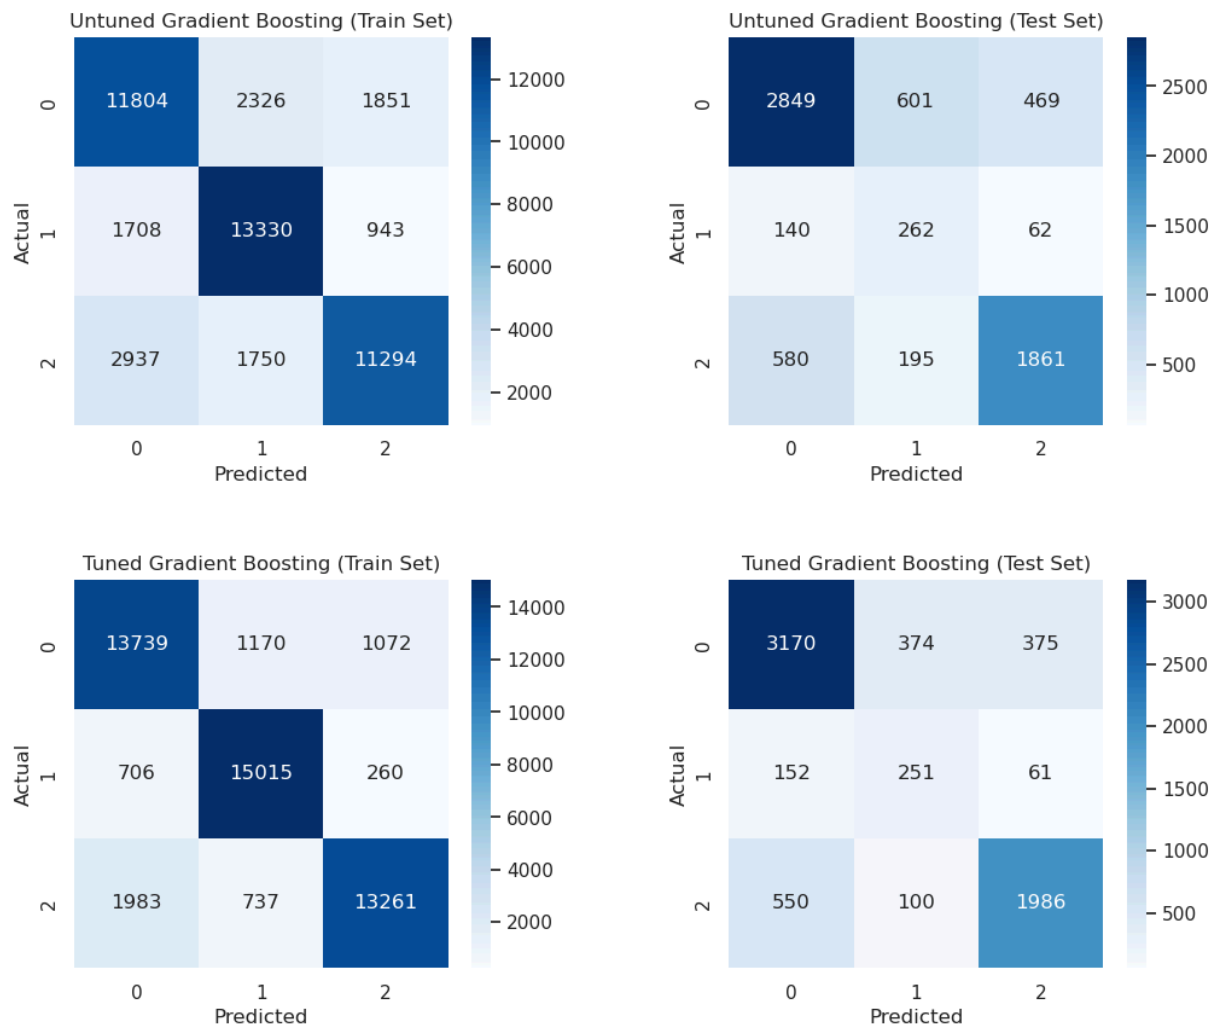 Untuned Gradient Boosting (Train Set)
Actual
0
1
2
11804 2326 1851
1708 13330 943
2937 1750 11294
0 1 2
Predicted
12000
10000
8000
6000
4000
2000
Untuned Gradient Boosting (Test Set)
Actual
0
1
2
2849 601 469
140 262 62
580 195 1861
0 1 2
Predicted
2500
2000
1500
1000
500
Tuned Gradient Boosting (Train Set)
Actual
0
1
2
13739 1170 1072
706 15015 260
1983 737 13261
0 1 2
Predicted
14000
12000
10000
8000
6000
4000
2000
Tuned Gradient Boosting (Test Set)
Actual
0
1
2
3170 374 375
152 251 61
550 100 1986
0 1 2
Predicted
3000
2500
2000
1500
1000
500